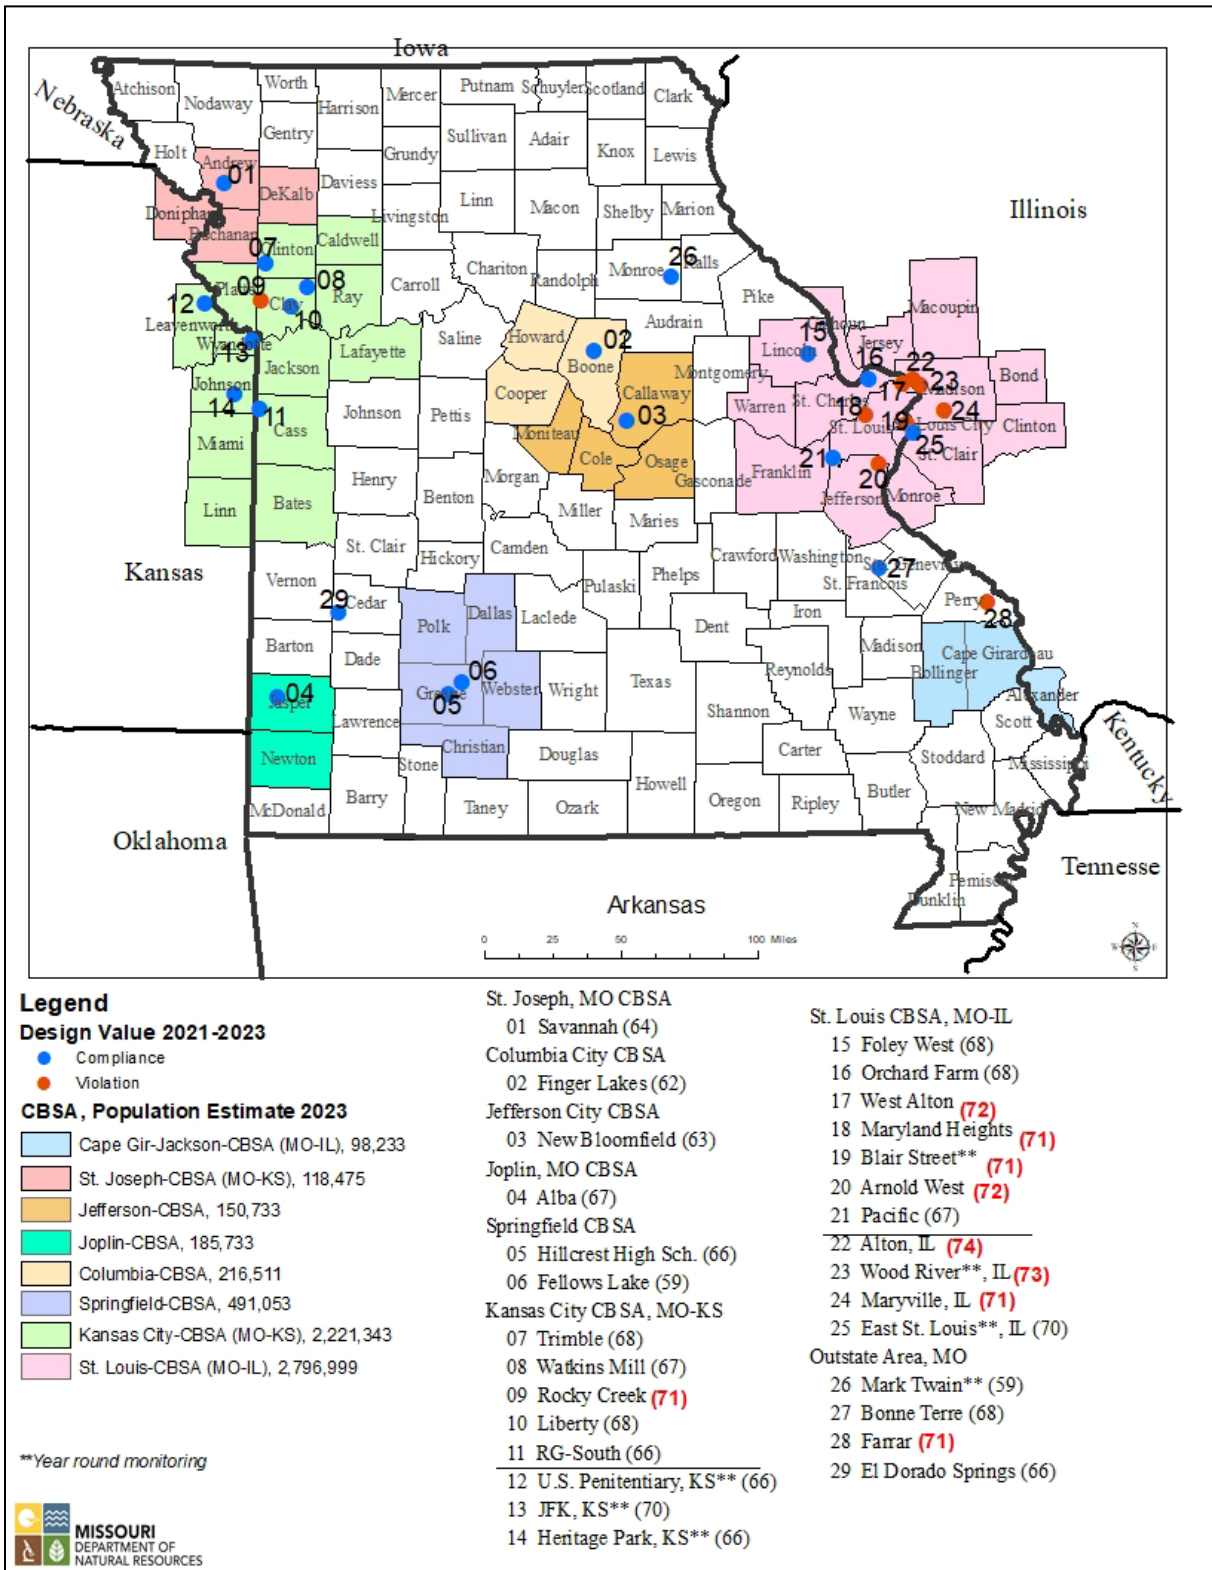 Iowa
Nebraska
Illinois
Kansas
Oklahoma
Arkansas
Kentucky
Tennesse
Atchison
Nodaway
Worth
Harrison
Mercer
Putnam
Schuyler
Scotland
Clark
Holt
Gentry
Sullivan
Adair
Knox
Lewis
Andrew
01
DeKalb
Daviess
Grundy
Linn
Macon
Shelby
Marion
Doniphan
Buchanan
Livingston
Clinton
Caldwell
07
Chariton
Randolph
Monroe
26
Ralls
Platte
09
Clay
08
10
Ray
Carroll
Pike
12
Leavenworth
Wyandotte
13
Audrain
Saline
Howard
Boone
02
Calhoun
Macoupin
Jersey
15
Lincoln
Johnson
14
Jackson
Lafayette
Cooper
Callaway
03
Montgomery
Warren
St. Charles
16
17
22
23
Madison
Bond
11
Cass
Johnson
Pettis
Moniteau
Cole
Osage
Gasconade
18
St. Louis
19
St. Louis City
24
Clinton
25
St. Clair
Miami
Henry
Morgan
Franklin
21
20
Jefferson
Monroe
Linn
Bates
Benton
Miller
Maries
St. Clair
Hickory
Camden
Crawford
Washington
Ste. Genevieve
27
St. Francois
Vernon
29
Cedar
Pulaski
Phelps
Perry
28
Polk
Dallas
Laclede
Dent
Iron
Madison
Bollinger
Cape Girardeau
Barton
Dade
Reynolds
Alexander
04
Jasper
Greene
05
06
Webster
Wright
Texas
Shannon
Wayne
Scott
Lawrence
Newton
Stone
Christian
Douglas
Carter
Stoddard
Mississippi
McDonald
Barry
Taney
Ozark
Howell
Oregon
Ripley
Butler
New Madrid
Pemiscot
Dunklin
0 25 50 100 Miles
N
W E
S
Legend
Design Value 2021-2023
Compliance
Violation
CBSA, Population Estimate 2023
Cape Gir-Jackson-CBSA (MO-IL), 98,233
St. Joseph-CBSA (MO-KS), 118,475
Jefferson-CBSA, 150,733
Joplin-CBSA, 185,733
Columbia-CBSA, 216,511
Springfield-CBSA, 491,053
Kansas City-CBSA (MO-KS), 2,221,343
St. Louis-CBSA (MO-IL), 2,796,999
**Year round monitoring
MISSOURI
DEPARTMENT OF
NATURAL RESOURCES
St. Joseph, MO CBSA
01 Savannah (64)
Columbia City CBSA
02 Finger Lakes (62)
Jefferson City CBSA
03 New Bloomfield (63)
Joplin, MO CBSA
04 Alba (67)
Springfield CBSA
05 Hillcrest High Sch. (66)
06 Fellows Lake (59)
Kansas City CBSA, MO-KS
07 Trimble (68)
08 Watkins Mill (67)
09 Rocky Creek (71)
10 Liberty (68)
11 RG-South (66)
12 U.S. Penitentiary, KS** (66)
13 JFK, KS** (70)
14 Heritage Park, KS** (66)
St. Louis CBSA, MO-IL
15 Foley West (68)
16 Orchard Farm (68)
17 West Alton (72)
18 Maryland Heights (71)
19 Blair Street** (71)
20 Arnold West (72)
21 Pacific (67)
22 Alton, IL (74)
23 Wood River**, IL (73)
24 Maryville, IL (71)
25 East St. Louis**, IL (70)
Outstate Area, MO
26 Mark Twain** (59)
27 Bonne Terre (68)
28 Farrar (71)
29 El Dorado Springs (66)